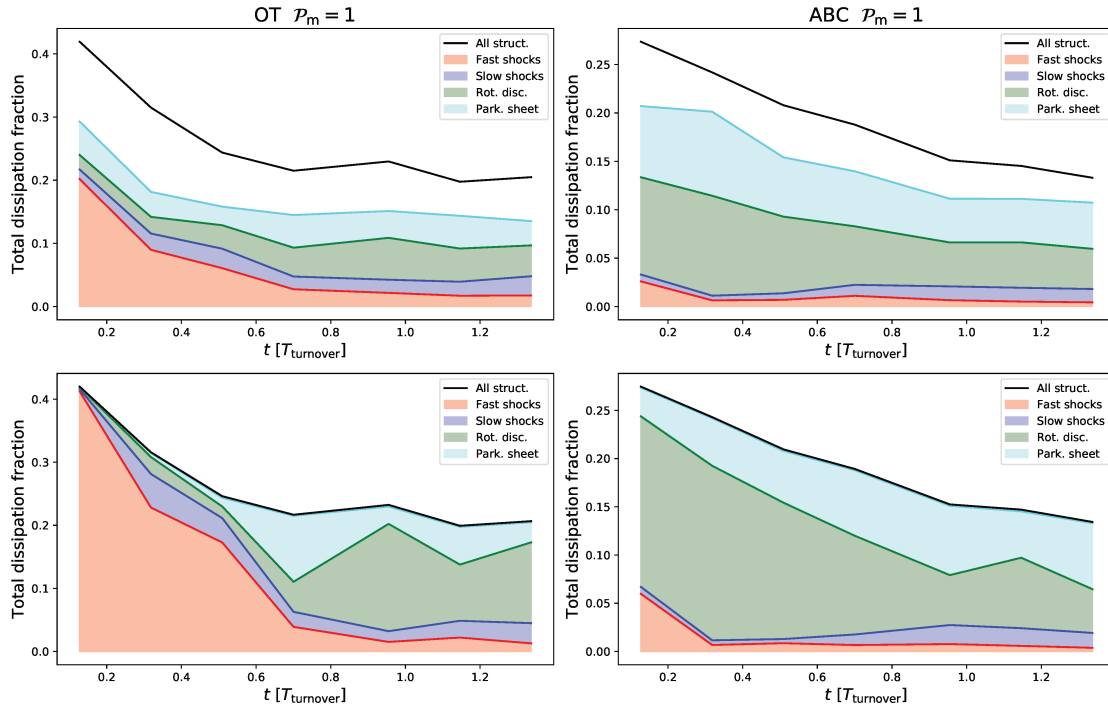 OT 𝒫m = 1
Total dissipation fraction
0.4
0.3
0.2
0.1
0.0
All struct.
Fast shocks
Slow shocks
Rot. disc.
Park. sheet
0.2 0.4 0.6 0.8 1.0 1.2
t [Tturnover]
ABC 𝒫m = 1
Total dissipation fraction
0.25
0.20
0.15
0.10
0.05
0.00
All struct.
Fast shocks
Slow shocks
Rot. disc.
Park. sheet
0.2 0.4 0.6 0.8 1.0 1.2
t [Tturnover]
Total dissipation fraction
0.4
0.3
0.2
0.1
0.0
All struct.
Fast shocks
Slow shocks
Rot. disc.
Park. sheet
0.2 0.4 0.6 0.8 1.0 1.2
t [Tturnover]
Total dissipation fraction
0.25
0.20
0.15
0.10
0.05
0.00
All struct.
Fast shocks
Slow shocks
Rot. disc.
Park. sheet
0.2 0.4 0.6 0.8 1.0 1.2
t [Tturnover]